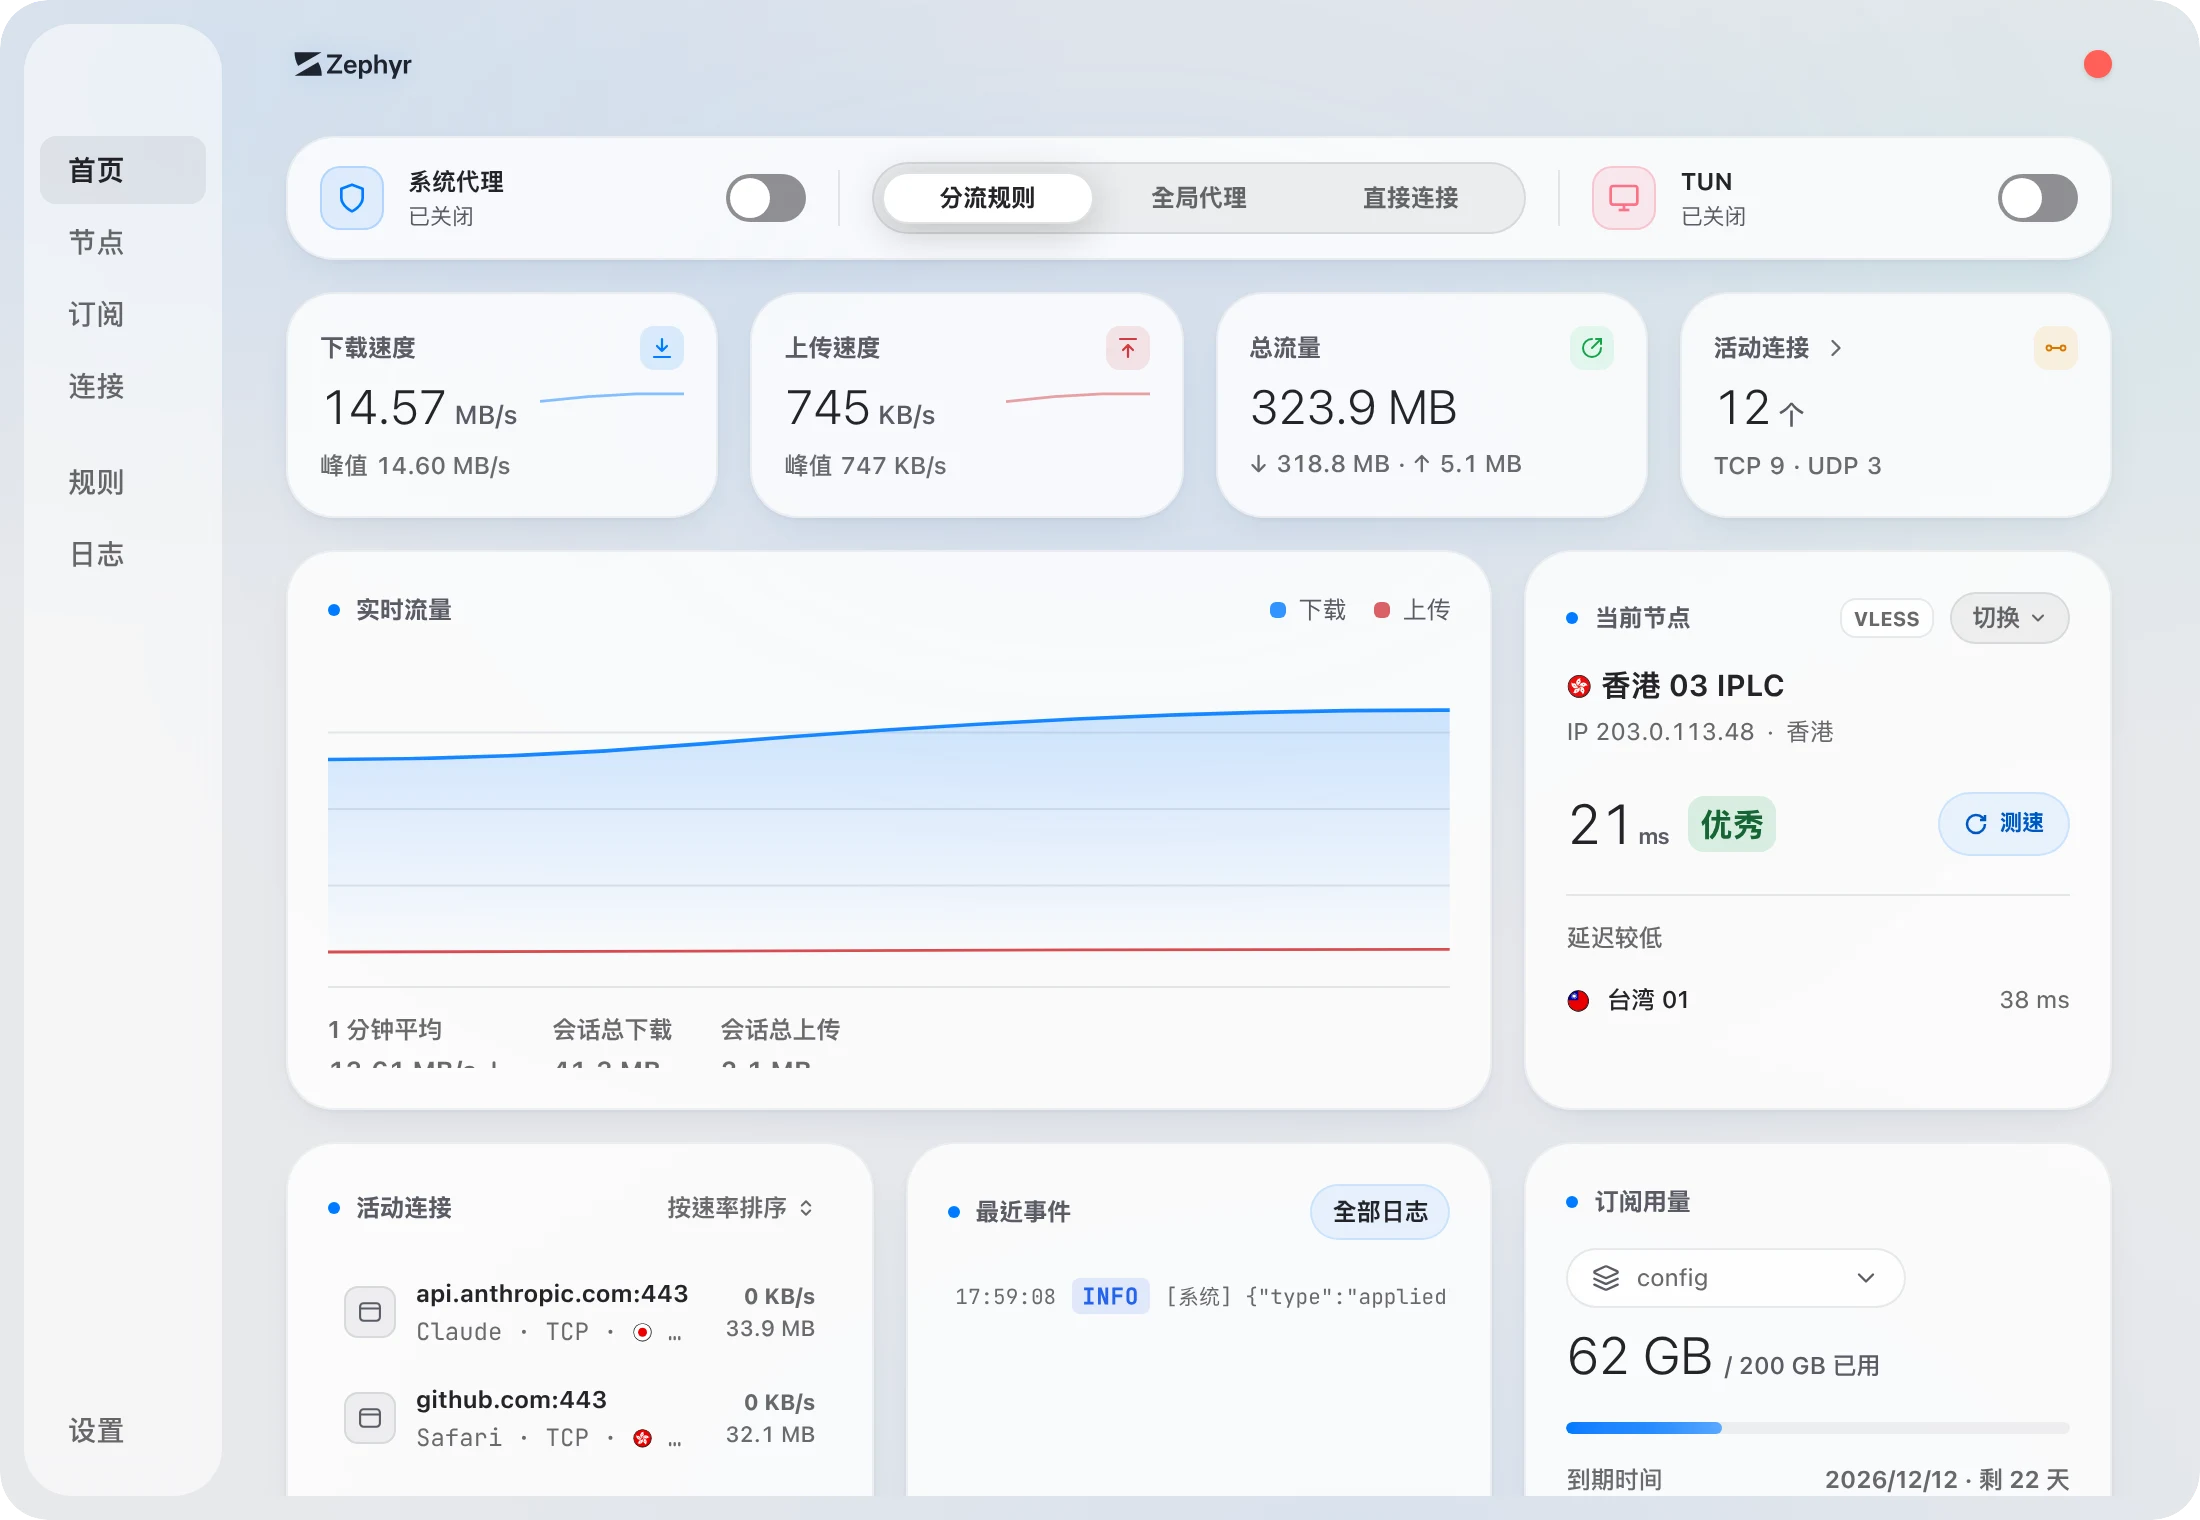 Zephyr
首页
节点
订阅
连接
规则
日志
设置
系统代理
已关闭
分流规则
全局代理
直接连接
TUN
已关闭
下载速度
14.57 MB/s
峰值 14.60 MB/s
上传速度
745 KB/s
峰值 747 KB/s
总流量
323.9 MB
↓ 318.8 MB · ↑ 5.1 MB
活动连接
12 个
TCP 9 · UDP 3
实时流量
下载
上传
1 分钟平均
会话总下载
会话总上传
当前节点
VLESS
切换
香港 03 IPLC
IP 203.0.113.48 · 香港
21 ms
优秀
测速
延迟较低
台湾 01
38 ms
活动连接
按速率排序
api.anthropic.com:443
0 KB/s
Claude · TCP · …
33.9 MB
github.com:443
0 KB/s
Safari · TCP · …
32.1 MB
最近事件
全部日志
17:59:08 INFO [系统] {"type":"applied
订阅用量
config
62 GB / 200 GB 已用
到期时间
2026/12/12 · 剩 22 天